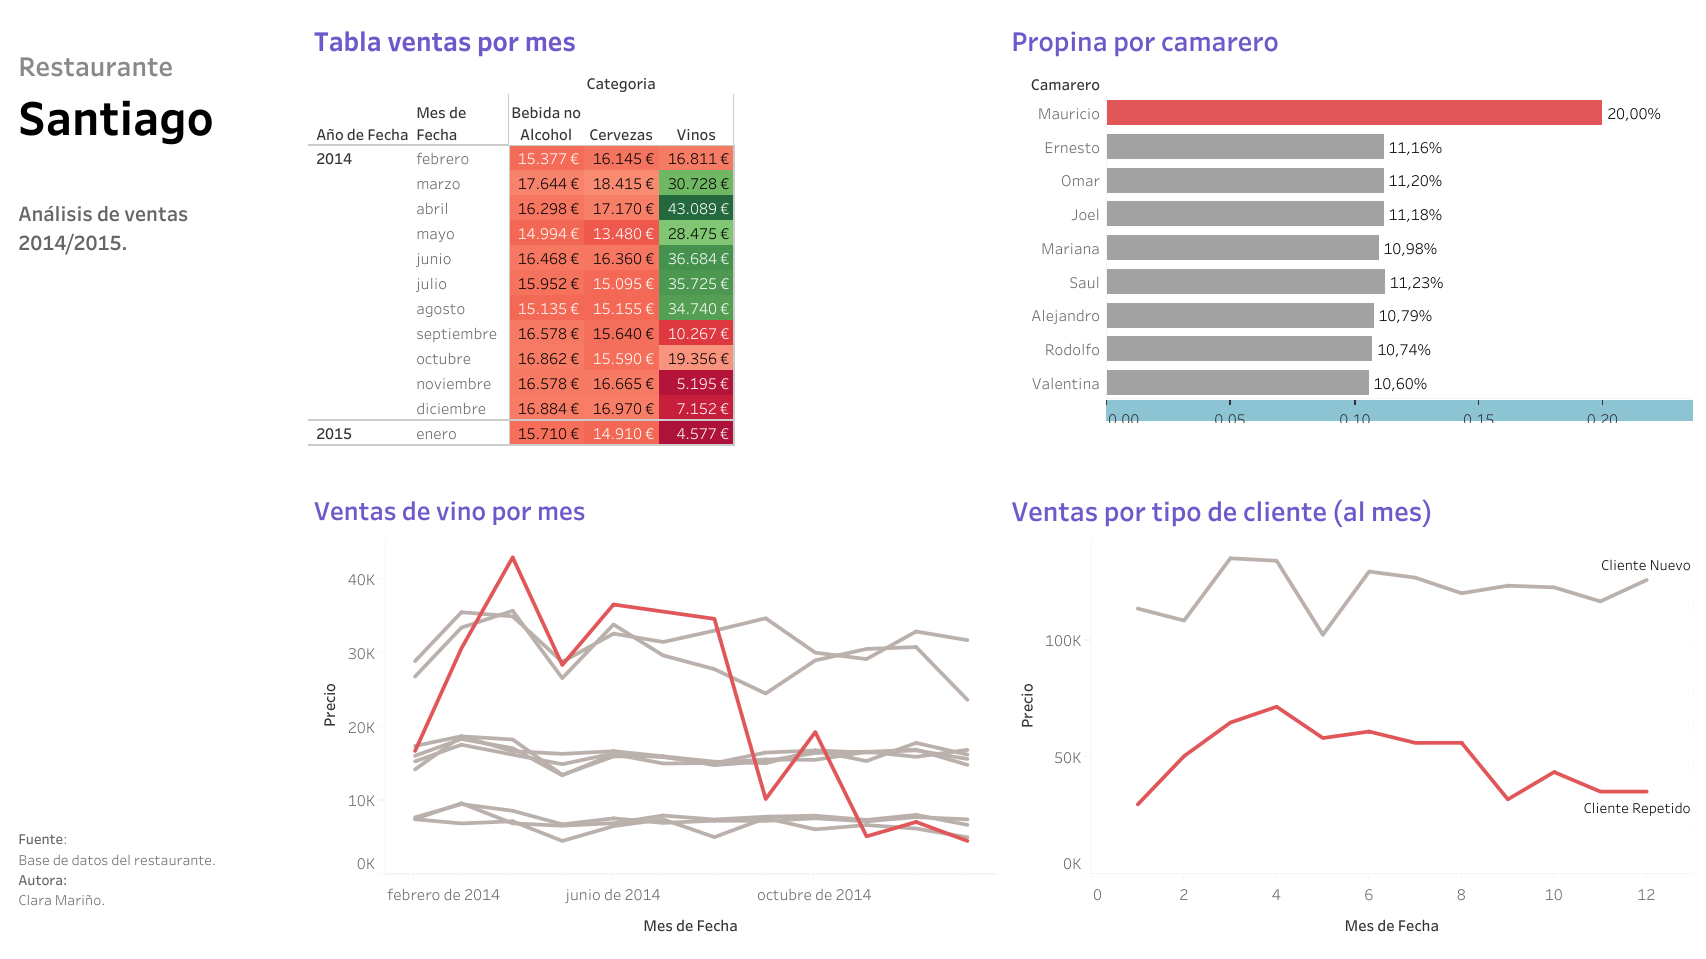 Restaurante
Santiago
Análisis de ventas
2014/2015.
Fuente:
Base de datos del restaurante.
Autora:
Clara Mariño.
Tabla ventas por mes
Categoria
Año de Fecha Mes de Fecha Bebida no Alcohol Cervezas Vinos
2014 febrero 15.377 € 16.145 € 16.811 €
marzo 17.644 € 18.415 € 30.728 €
abril 16.298 € 17.170 € 43.089 €
mayo 14.994 € 13.480 € 28.475 €
junio 16.468 € 16.360 € 36.684 €
julio 15.952 € 15.095 € 35.725 €
agosto 15.135 € 15.155 € 34.740 €
septiembre 16.578 € 15.640 € 10.267 €
octubre 16.862 € 15.590 € 19.356 €
noviembre 16.578 € 16.665 € 5.195 €
diciembre 16.884 € 16.970 € 7.152 €
2015 enero 15.710 € 14.910 € 4.577 €
Propina por camarero
Camarero
Mauricio 20,00%
Ernesto 11,16%
Omar 11,20%
Joel 11,18%
Mariana 10,98%
Saul 11,23%
Alejandro 10,79%
Rodolfo 10,74%
Valentina 10,60%
0,00 0,05 0,10 0,15 0,20
Ventas de vino por mes
Precio
40K
30K
20K
10K
0K
febrero de 2014 junio de 2014 octubre de 2014
Mes de Fecha
Ventas por tipo de cliente (al mes)
Precio
100K
50K
0K
Cliente Nuevo
Cliente Repetido
0 2 4 6 8 10 12
Mes de Fecha